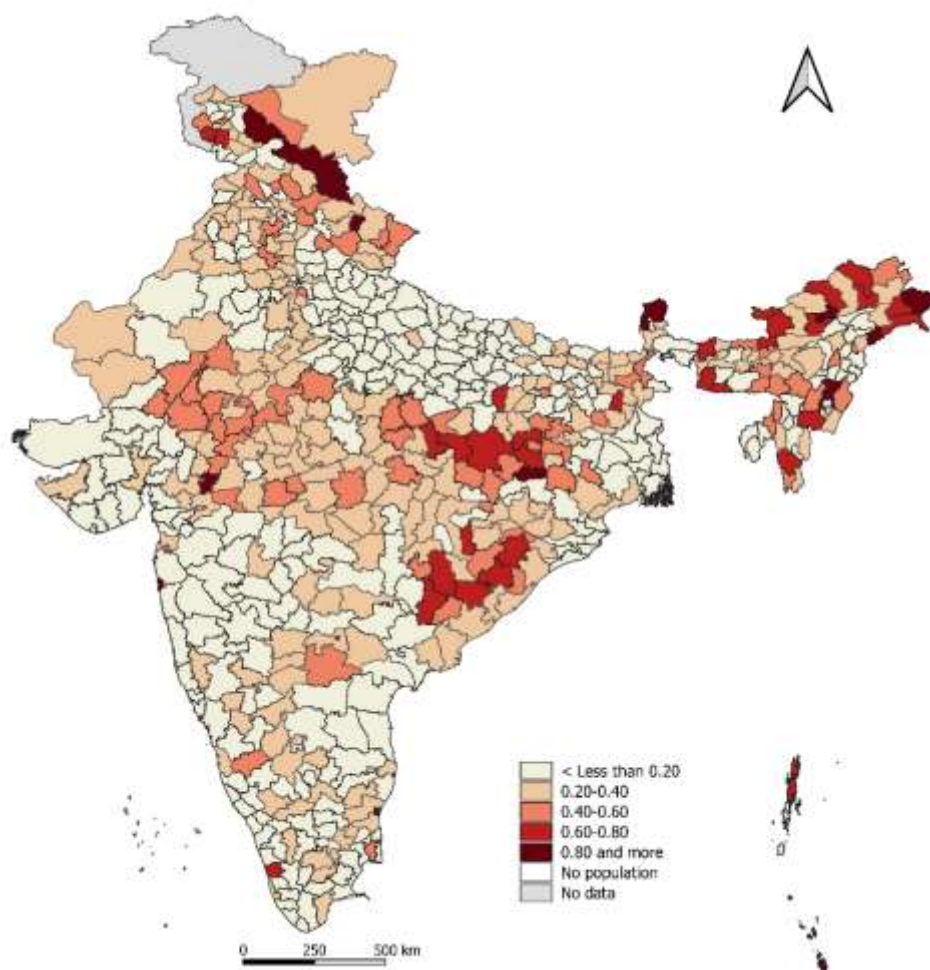 < Less than 0.20
0.20-0.40
0.40-0.60
0.60-0.80
0.80 and more
No population
No data
0 250 500 km